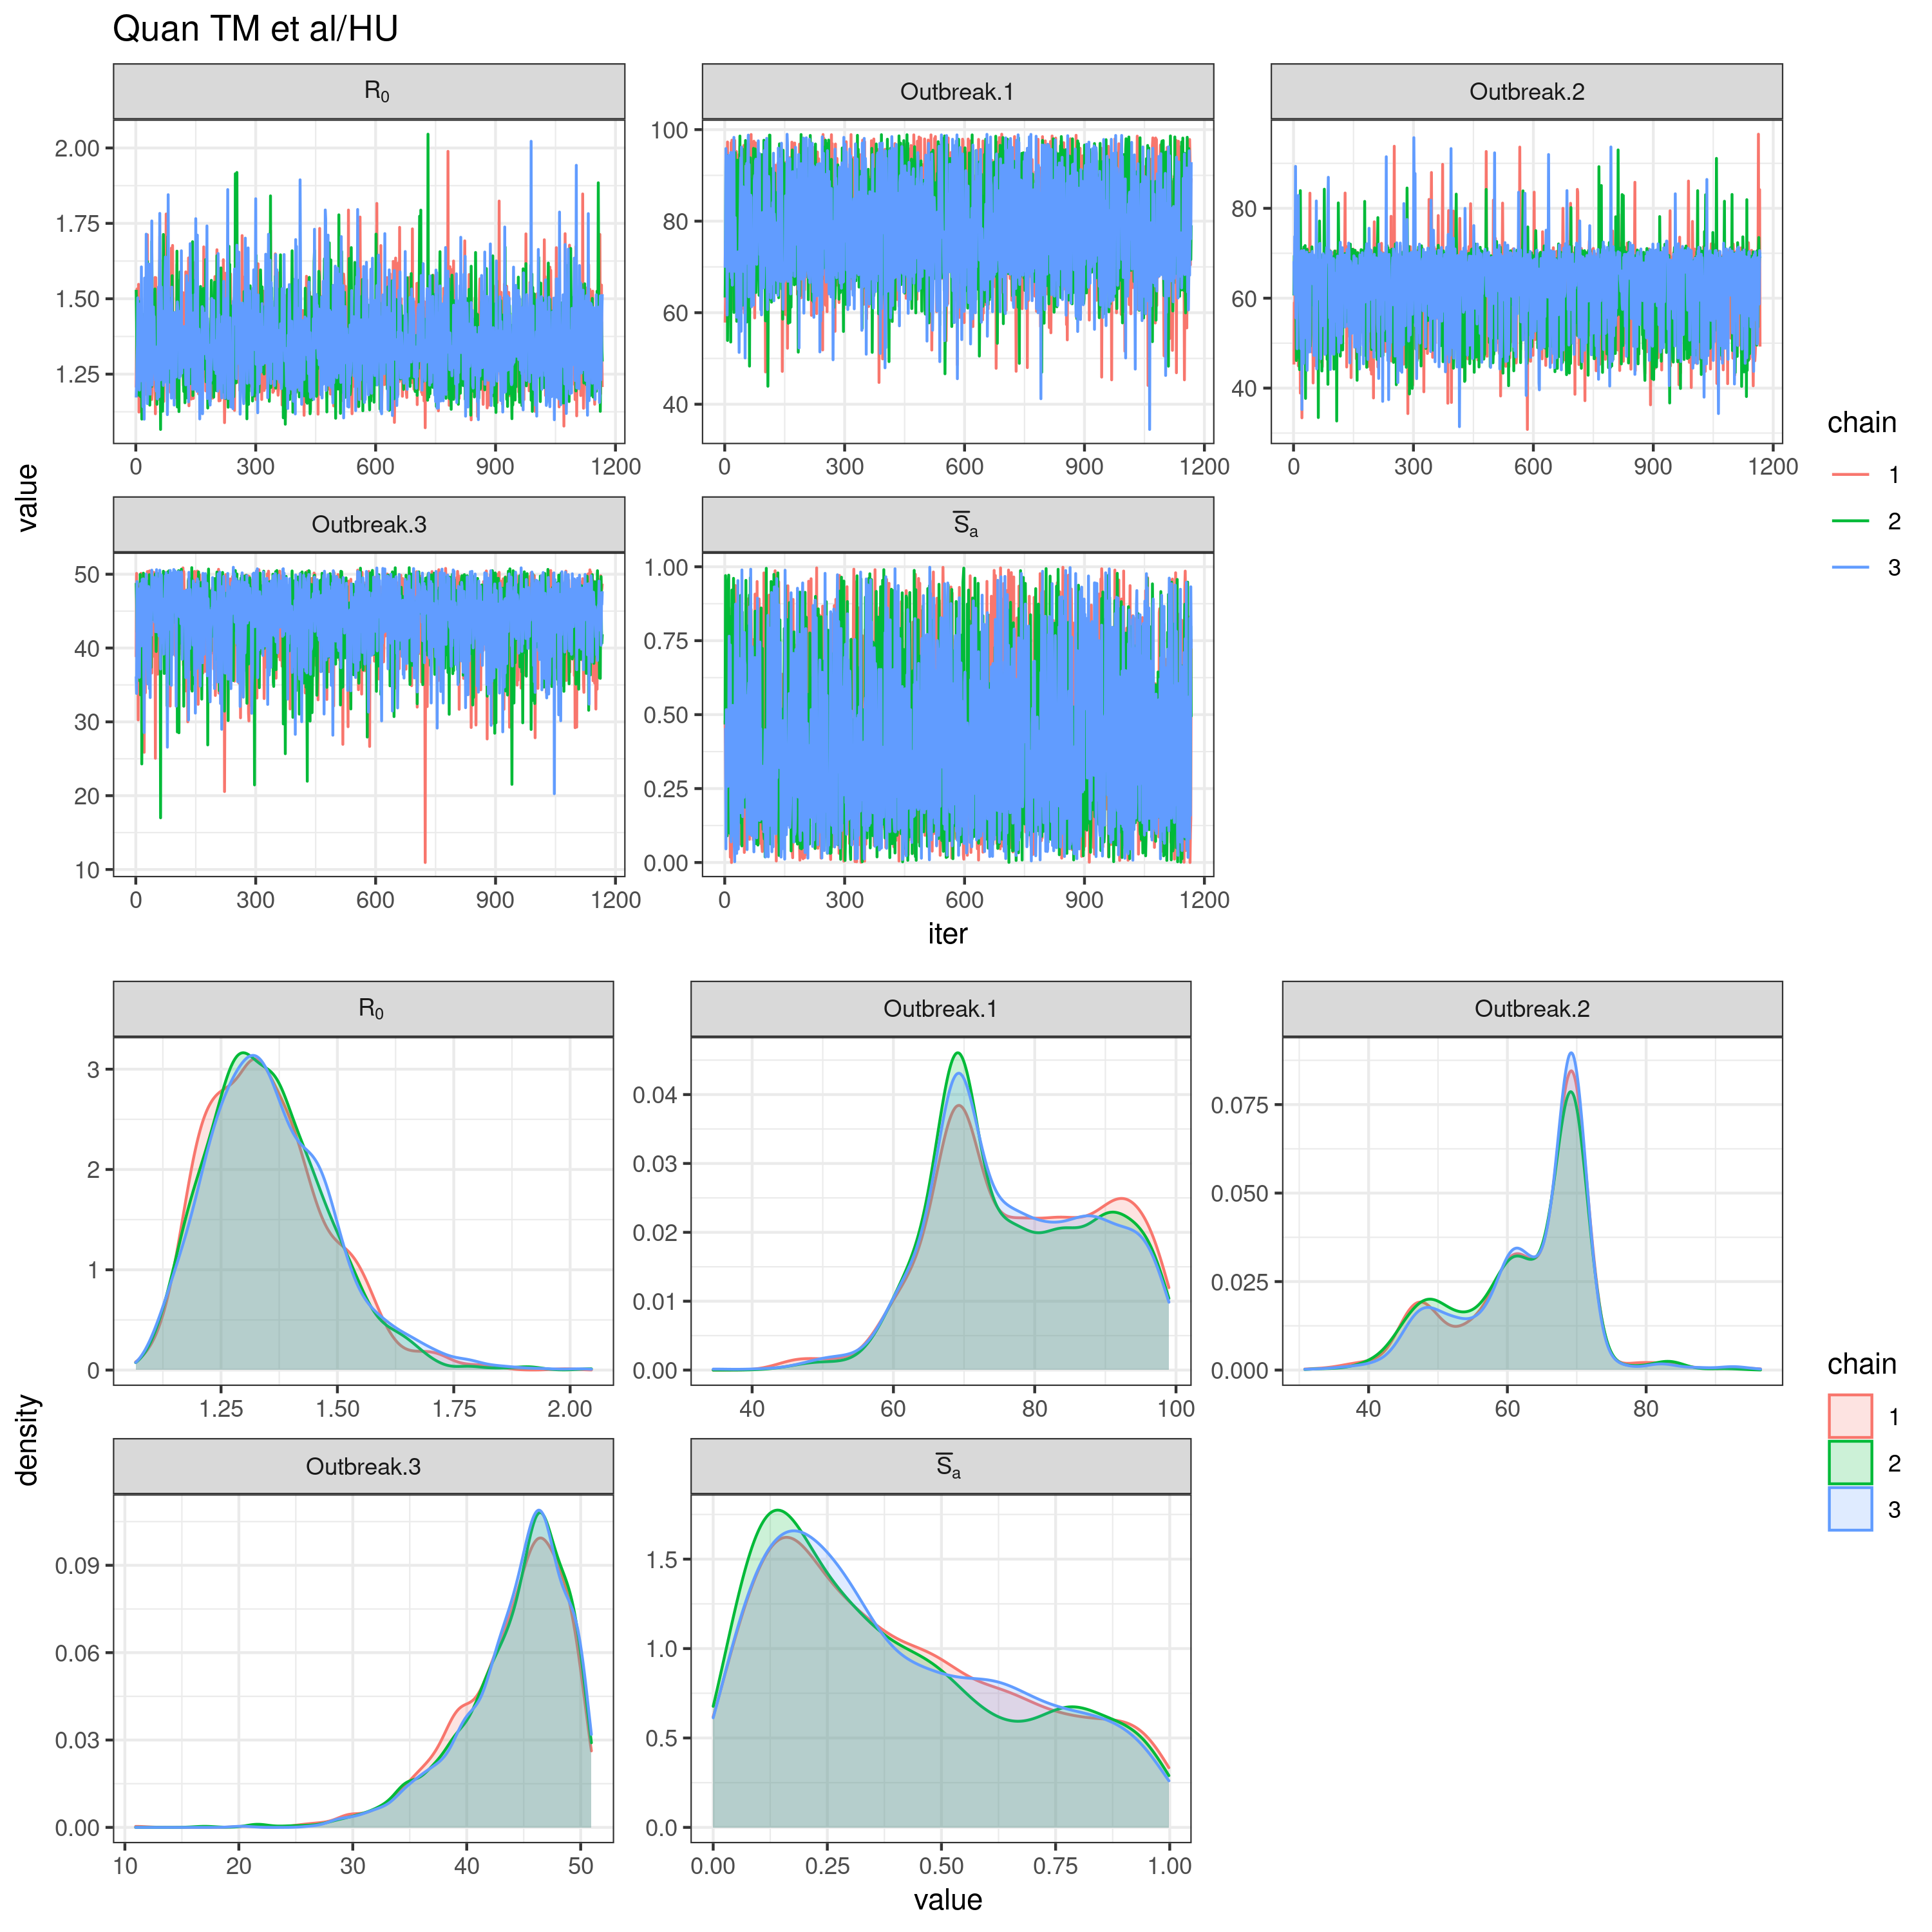 Quan TM et al/HU
R0
Outbreak.1
Outbreak.2
2.00
1.75
1.50
1.25
0 300 600 900 1200
100
80
60
40
0 300 600 900 1200
80
60
40
0 300 600 900 1200
value
Outbreak.3
S̅a
50
40
30
20
10
0 300 600 900 1200
1.00
0.75
0.50
0.25
0.00
0 300 600 900 1200
iter
chain
1
2
3
R0
Outbreak.1
Outbreak.2
3
2
1
0
1.25 1.50 1.75 2.00
0.04
0.03
0.02
0.01
0.00
40 60 80 100
0.075
0.050
0.025
0.000
40 60 80
density
Outbreak.3
S̅a
0.09
0.06
0.03
0.00
10 20 30 40 50
1.5
1.0
0.5
0.0
0.00 0.25 0.50 0.75 1.00
value
chain
1
2
3